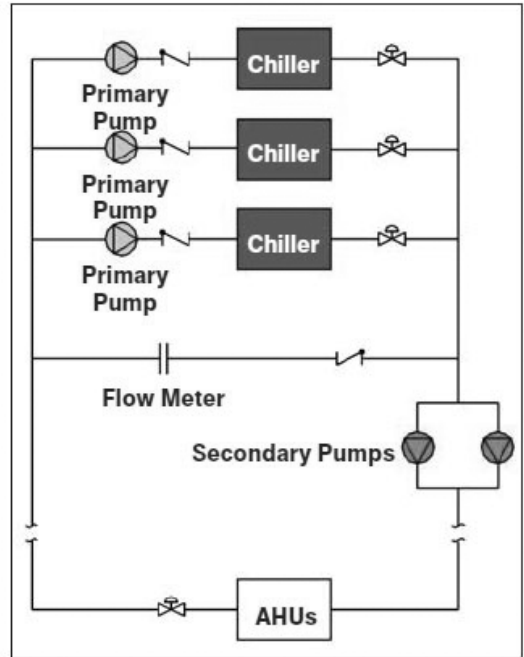 Chiller
Primary
Pump
Chiller
Primary
Pump
Chiller
Primary
Pump
Flow Meter
Secondary Pumps
AHUs